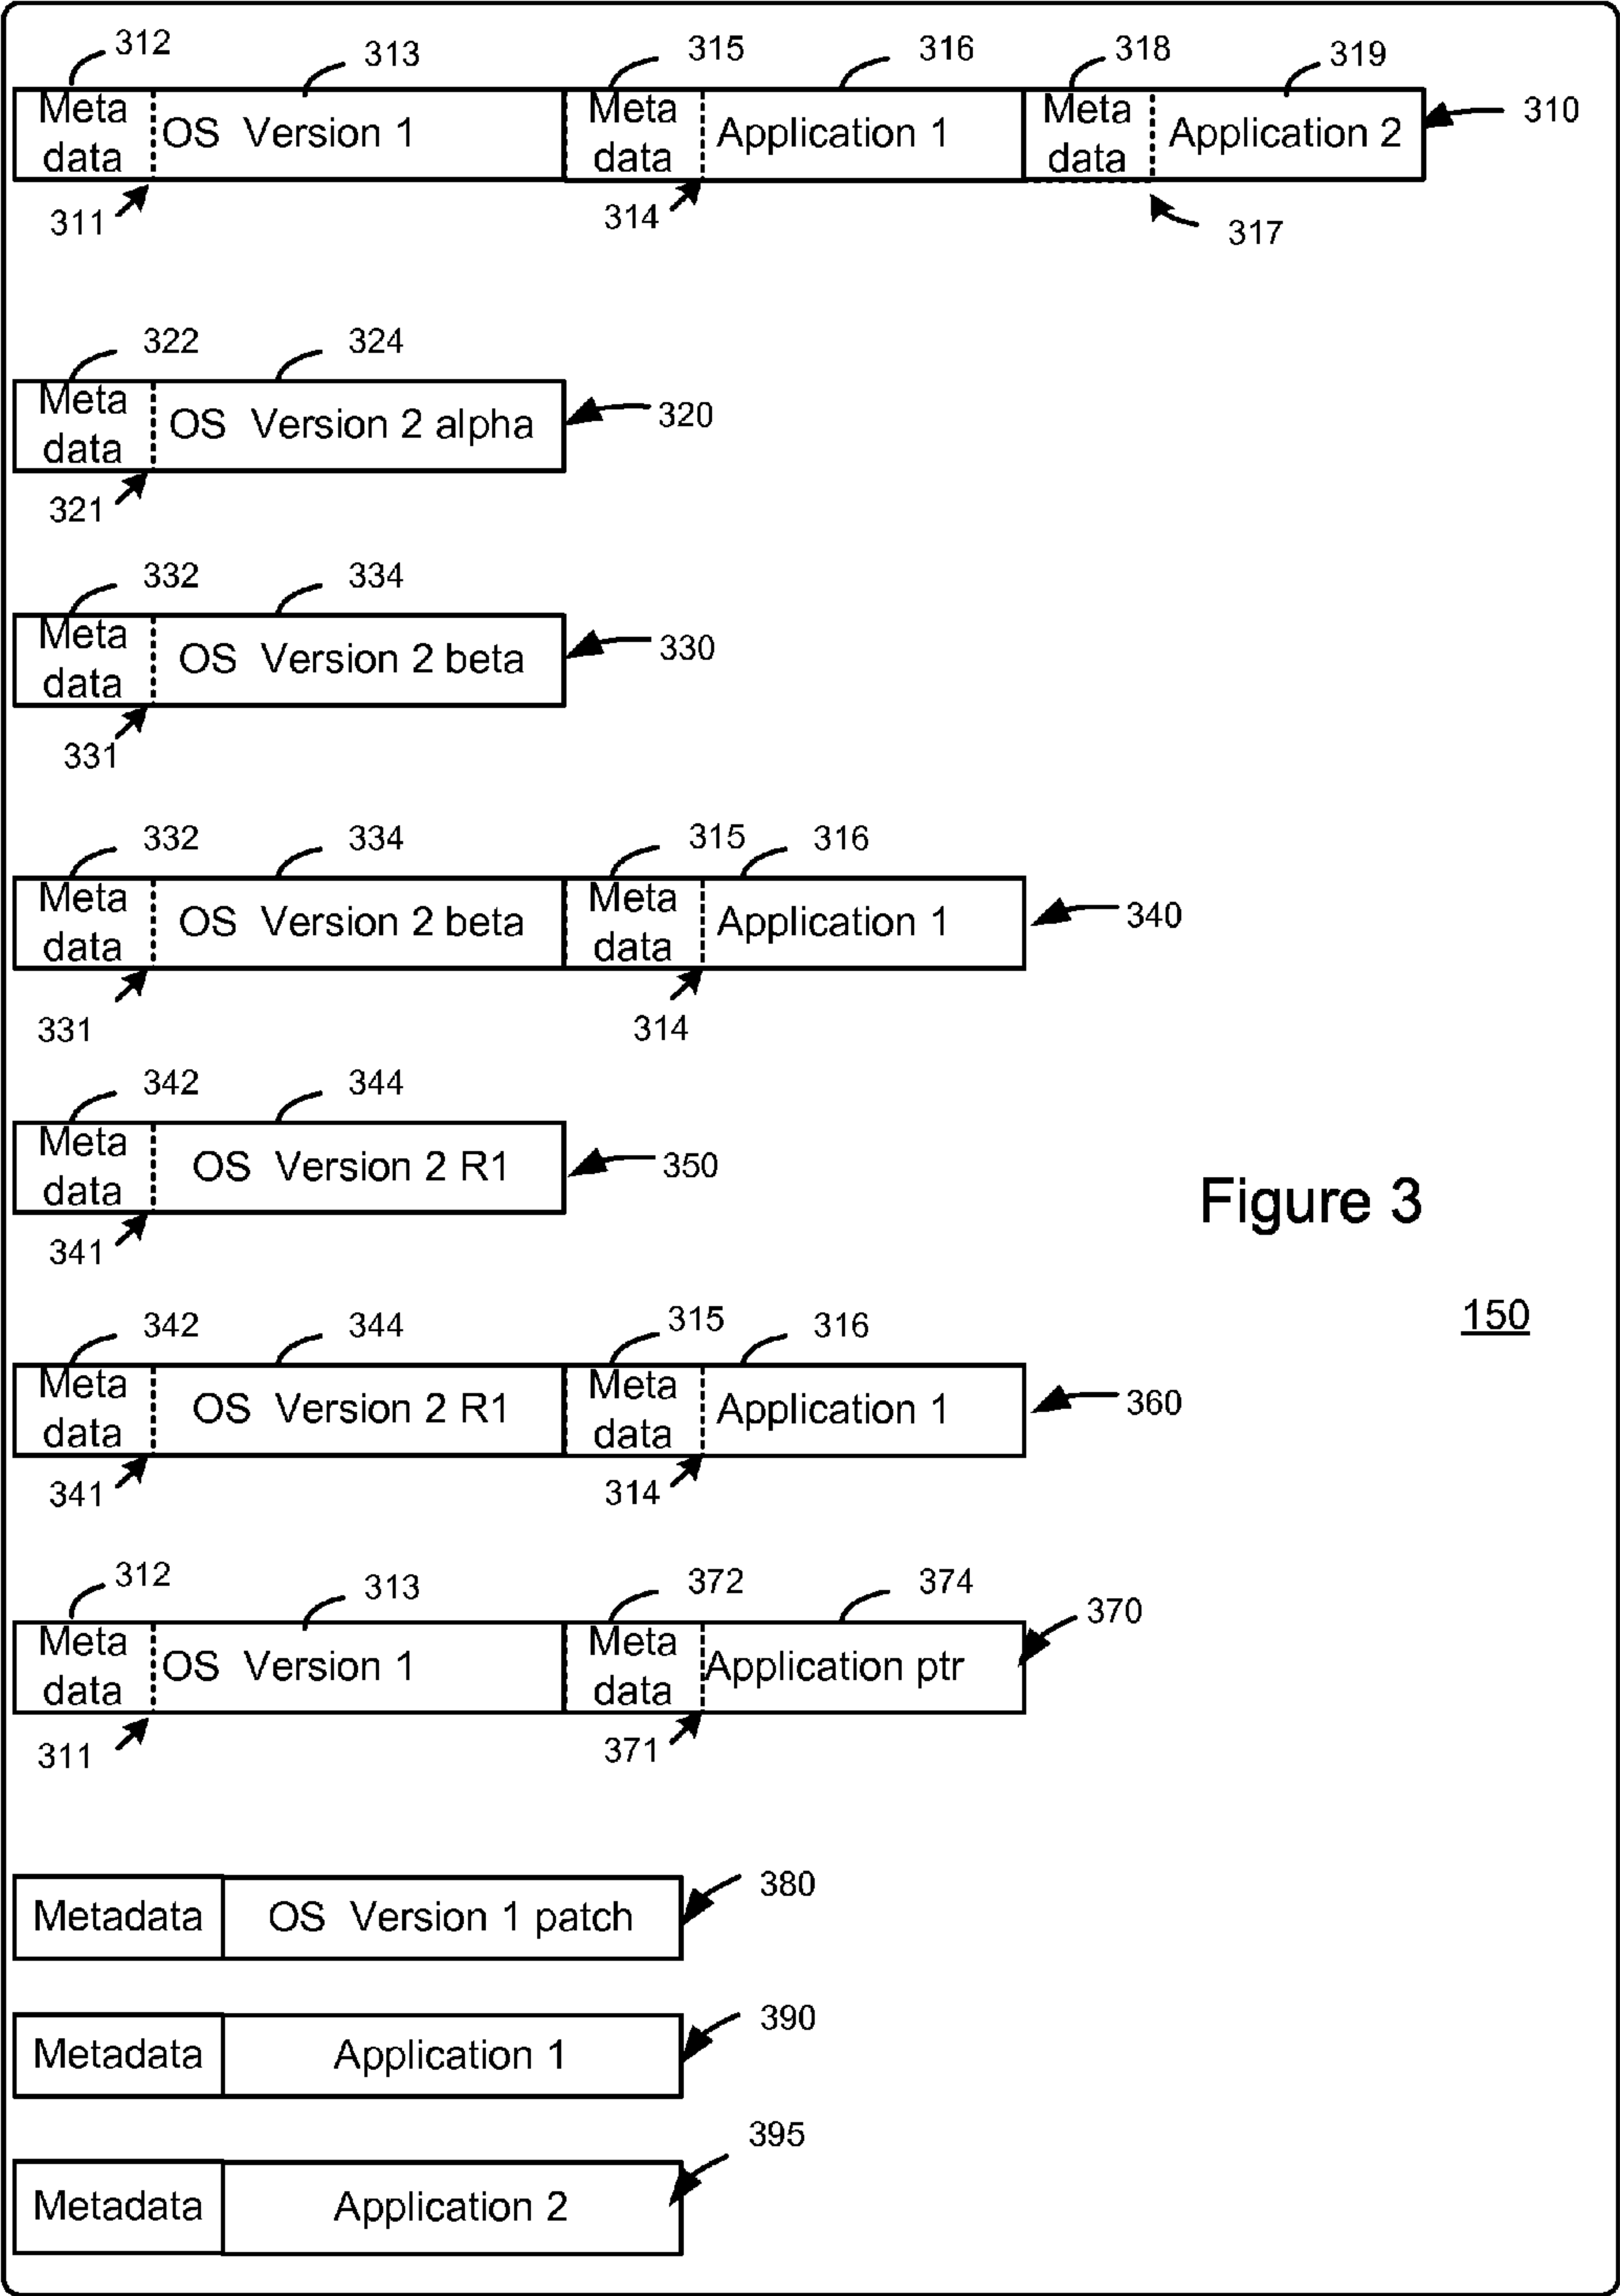 312 313 315 316 318 319
Meta Meta Meta
OS Version 1 Application 1 Application 2 310
data data data
311 314 317
322 324
Meta
OS Version 2 alpha 320
data
321
332 334
Meta
OS Version 2 beta 330
data
331
332 334 315 316
Meta Meta
OS Version 2 beta Application 1 340
data data
331 314
342 344
Meta
OS Version 2 R1 350
data
341
Figure 3
150
342 344 315 316
Meta Meta
OS Version 2 R1 Application 1 360
data data
341 314
312 313 372 374 370
Meta Meta
OS Version 1 Application ptr
data data
311 371
380
Metadata OS Version 1 patch
390
Metadata Application 1
395
Metadata Application 2